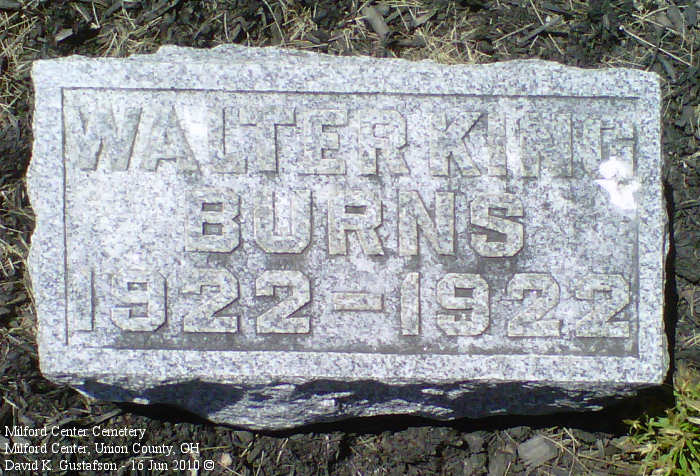 WALTER KING
BURNS
1922-1922
Milford Center Cemetery
Milford Center, Union County, OH
David K. Gustafson - 16 Jun 2010 ©